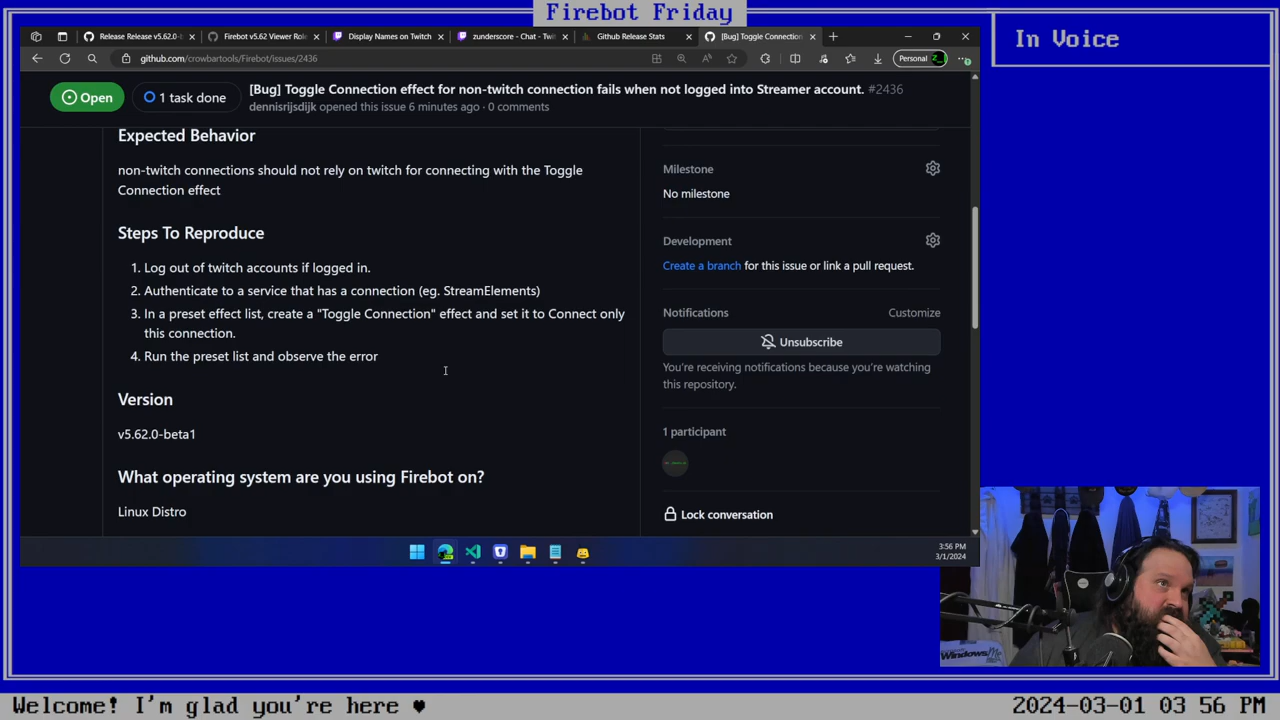 Firebot Friday
In Voice
Release Release v5.62.0-b
Firebot v5.62 Viewer Role
Display Names on Twitch
zunderscore - Chat - Twi
Github Release Stats
[Bug] Toggle Connection
github.com/crowbartools/Firebot/issues/2436
Personal
Open
1 task done
[Bug] Toggle Connection effect for non-twitch connection fails when not logged into Streamer account. #2436
dennisrijsdijk opened this issue 6 minutes ago · 0 comments
Expected Behavior
non-twitch connections should not rely on twitch for connecting with the Toggle
Connection effect
Steps To Reproduce
1. Log out of twitch accounts if logged in.
2. Authenticate to a service that has a connection (eg. StreamElements)
3. In a preset effect list, create a "Toggle Connection" effect and set it to Connect only
this connection.
4. Run the preset list and observe the error
Version
v5.62.0-beta1
What operating system are you using Firebot on?
Linux Distro
Milestone
No milestone
Development
Create a branch for this issue or link a pull request.
Notifications
Customize
Unsubscribe
You're receiving notifications because you're watching
this repository.
1 participant
Lock conversation
3:56 PM
3/1/2024
Windows
Welcome! I'm glad you're here ♥
2024-03-01 03 56 PM